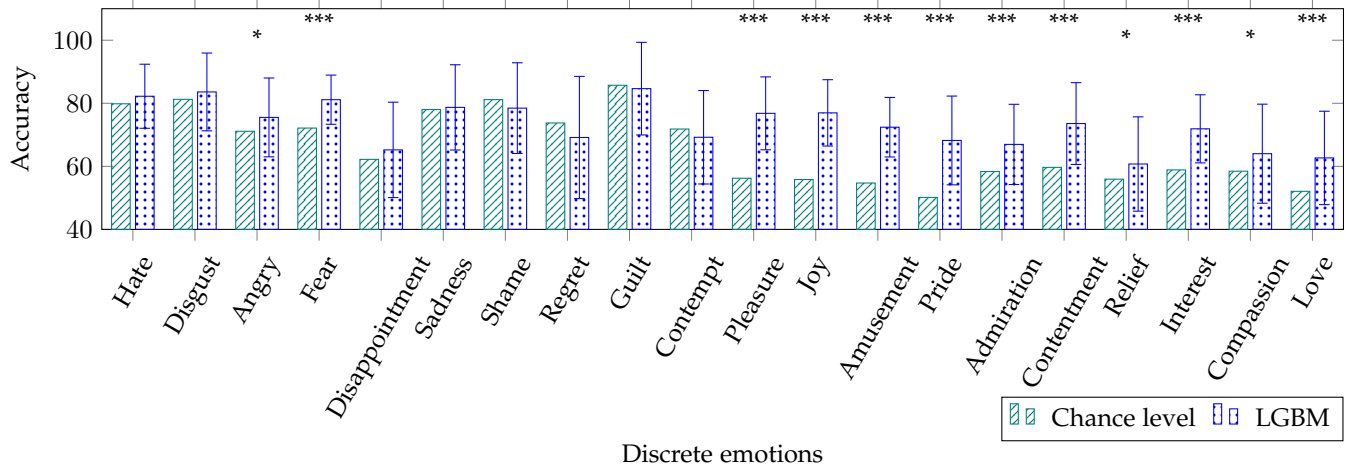 *** *** *** *** *** *** *** *** ***
* * *
100
80
60
40
Accuracy
Hate
Disgust
Angry
Fear
Disappointment
Sadness
Shame
Regret
Guilt
Contempt
Pleasure
Joy
Amusement
Pride
Admiration
Contentment
Relief
Interest
Compassion
Love
Chance level LGBM
Discrete emotions